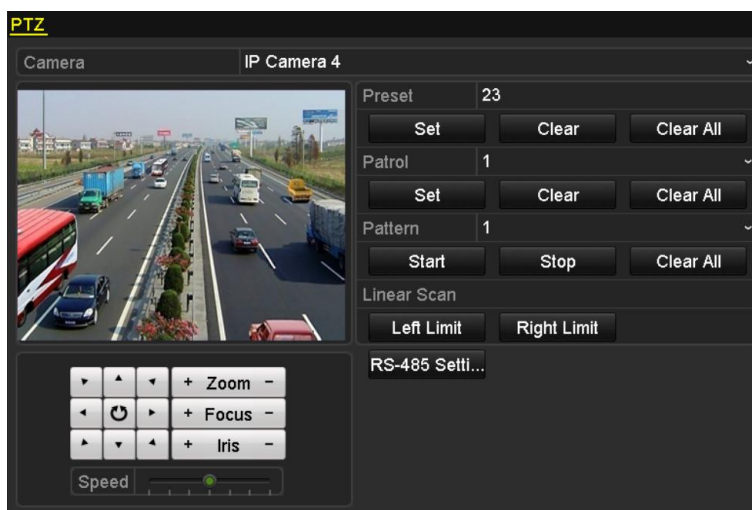 PTZ
Camera IP Camera 4
Preset 23
Set Clear Clear All
Patrol 1
Set Clear Clear All
Pattern 1
Start Stop Clear All
Linear Scan
Left Limit Right Limit
RS-485 Setti...
+ Zoom -
+ Focus -
+ Iris -
Speed